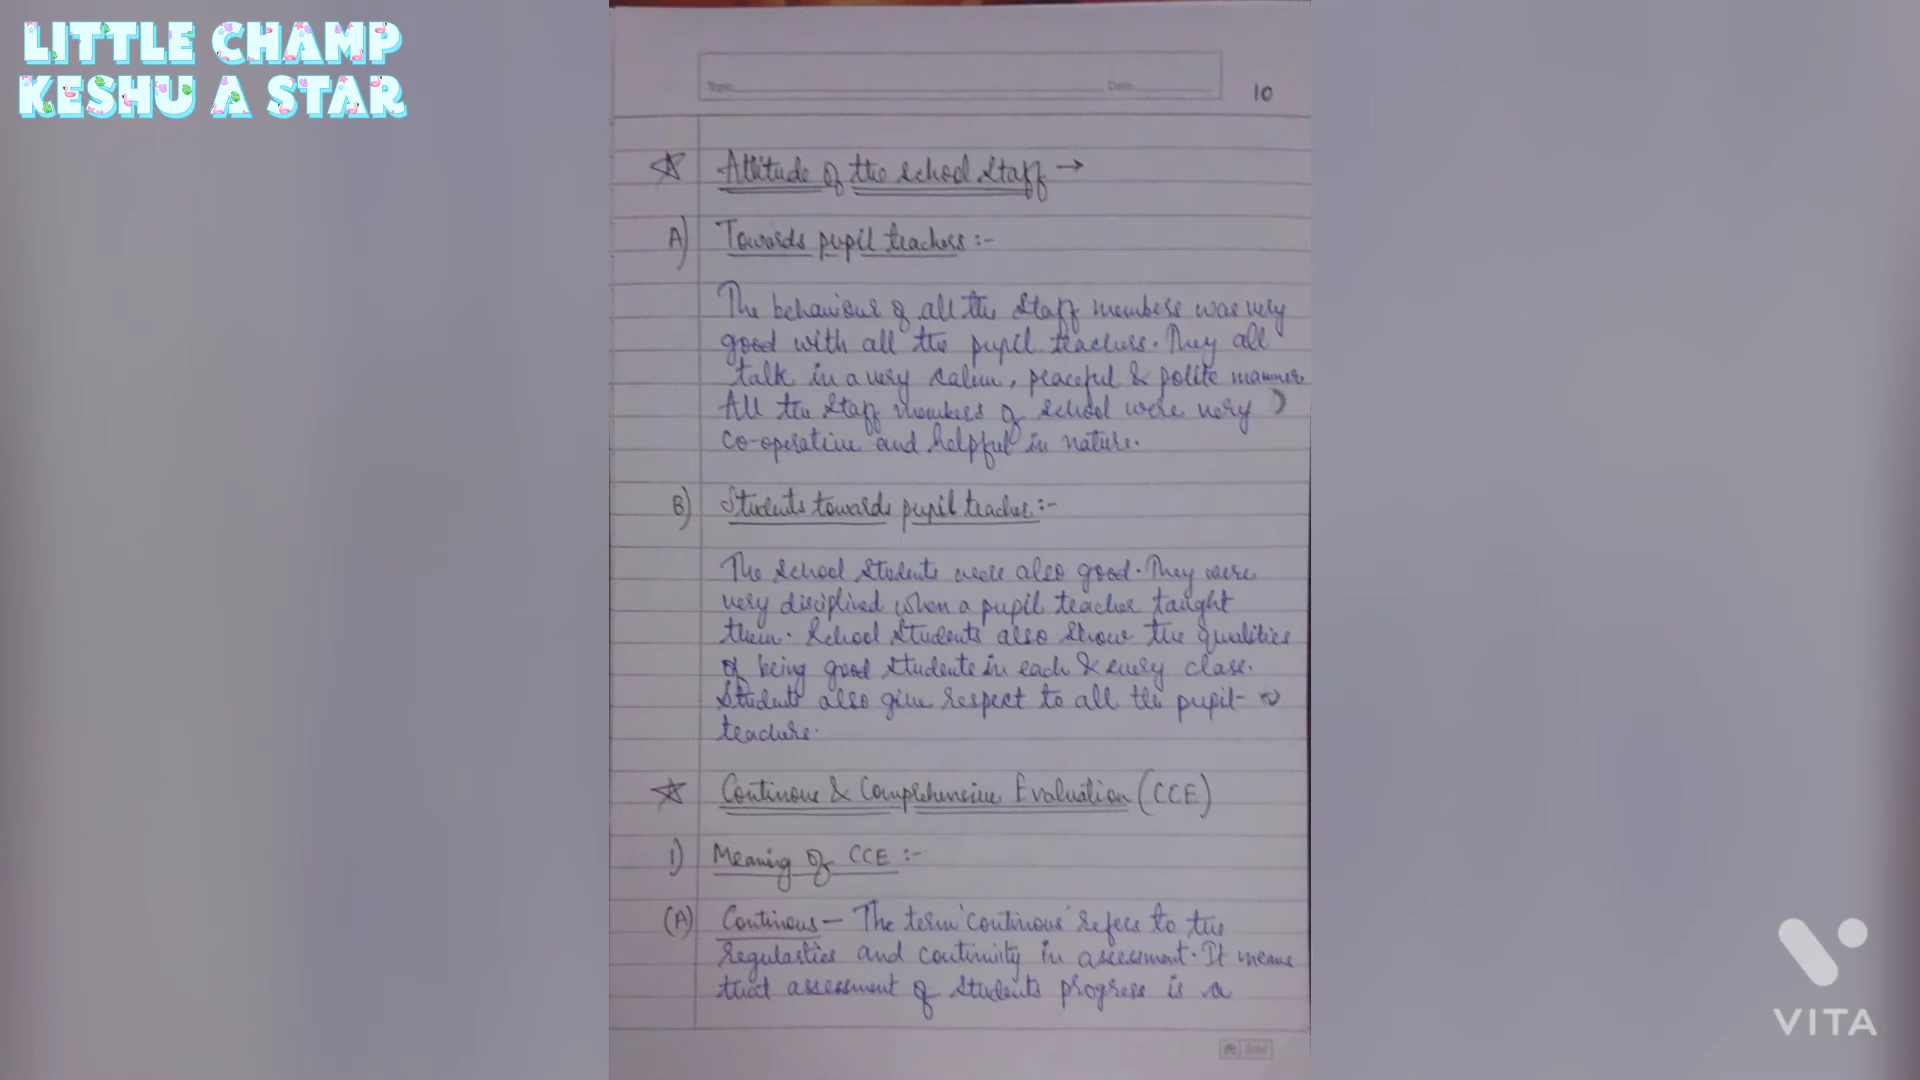 LITTLE CHAMP
KESHU A STAR
Topic
Date
10
☆ Attitude of the School Staff →
A) Towards pupil teachers :-
The behaviour of all the Staff members was very
good with all the pupil teachers. They all
talk in a very calm, peaceful & polite manner.
All the Staff members of School were very
co-operative and helpful in nature.
B) Students towards pupil teacher :-
The School Students were also good. They were
very disciplined when a pupil teacher taught
them. School Students also show the qualities
of being good Students in each & every class.
Students also give respect to all the pupil-
teachers.
☆ Continous & Comprehensive Evaluation (CCE)
1) Meaning of CCE :-
(A) Continous – The term 'continous' refers to the
regularties and continuity in assessment. It means
that assessment of Students progress is a
VITA